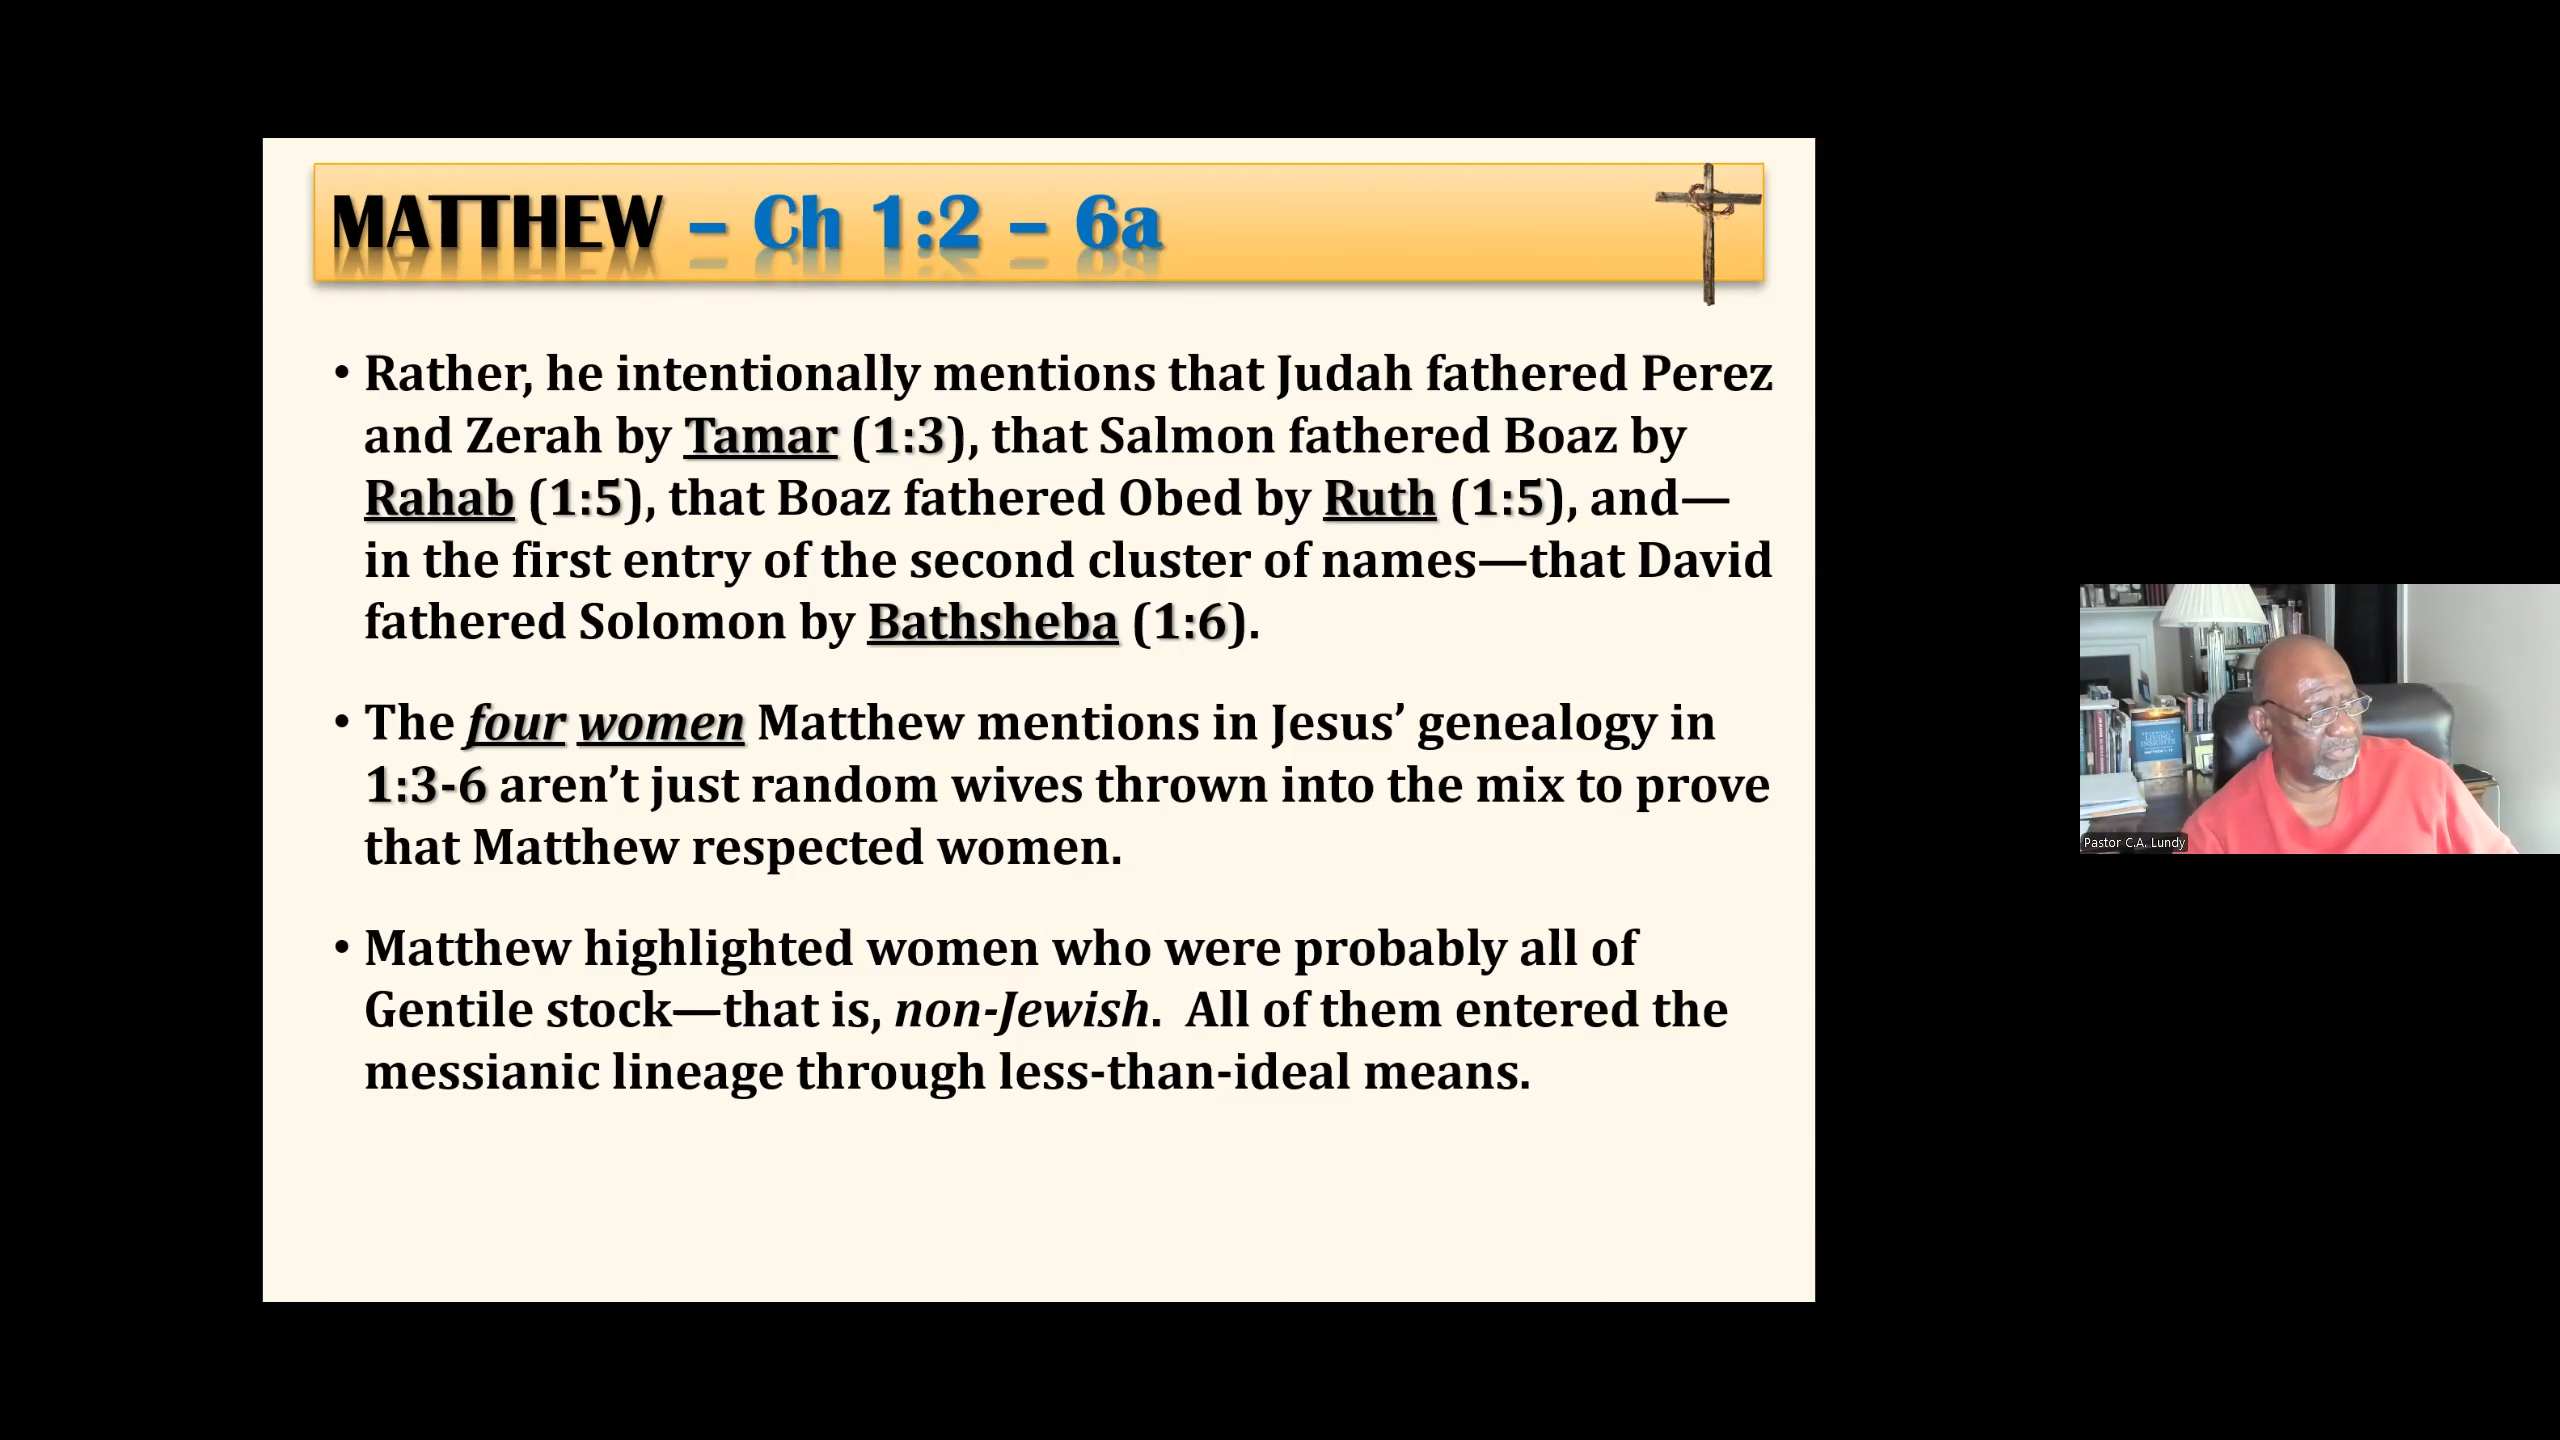 MATTHEW – Ch 1:2 – 6a
• Rather, he intentionally mentions that Judah fathered Perez
and Zerah by Tamar (1:3), that Salmon fathered Boaz by
Rahab (1:5), that Boaz fathered Obed by Ruth (1:5), and—
in the first entry of the second cluster of names—that David
fathered Solomon by Bathsheba (1:6).
• The four women Matthew mentions in Jesus’ genealogy in
1:3-6 aren’t just random wives thrown into the mix to prove
that Matthew respected women.
• Matthew highlighted women who were probably all of
Gentile stock—that is, non-Jewish.  All of them entered the
messianic lineage through less-than-ideal means.
LIVING
INSIGHTS
Pastor C.A. Lundy